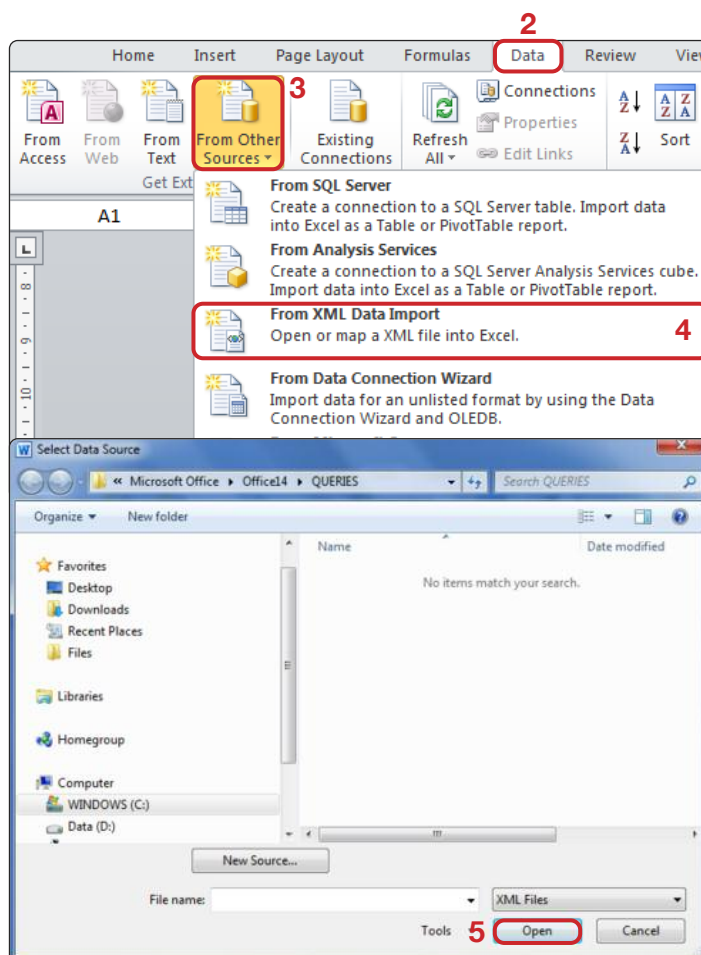 2
Home Insert Page Layout Formulas Data Review View
3
From Access
From Web
From Text
From Other Sources
Existing Connections
Refresh All
Connections
Properties
Edit Links
A Z
Z A
A Z
Z A
Sort
Get Ext
A1
L
8
9
10
From SQL Server
Create a connection to a SQL Server table. Import data
into Excel as a Table or PivotTable report.
From Analysis Services
Create a connection to a SQL Server Analysis Services cube.
Import data into Excel as a Table or PivotTable report.
From XML Data Import
Open or map a XML file into Excel.
4
From Data Connection Wizard
Import data for an unlisted format by using the Data
Connection Wizard and OLEDB.
W Select Data Source
« Microsoft Office Office14 QUERIES
Search QUERIES
Organize New folder
Name Date modified
No items match your search.
Favorites
Desktop
Downloads
Recent Places
Files
Libraries
Homegroup
Computer
WINDOWS (C:)
Data (D:)
New Source...
File name: XML Files
Tools 5 Open Cancel